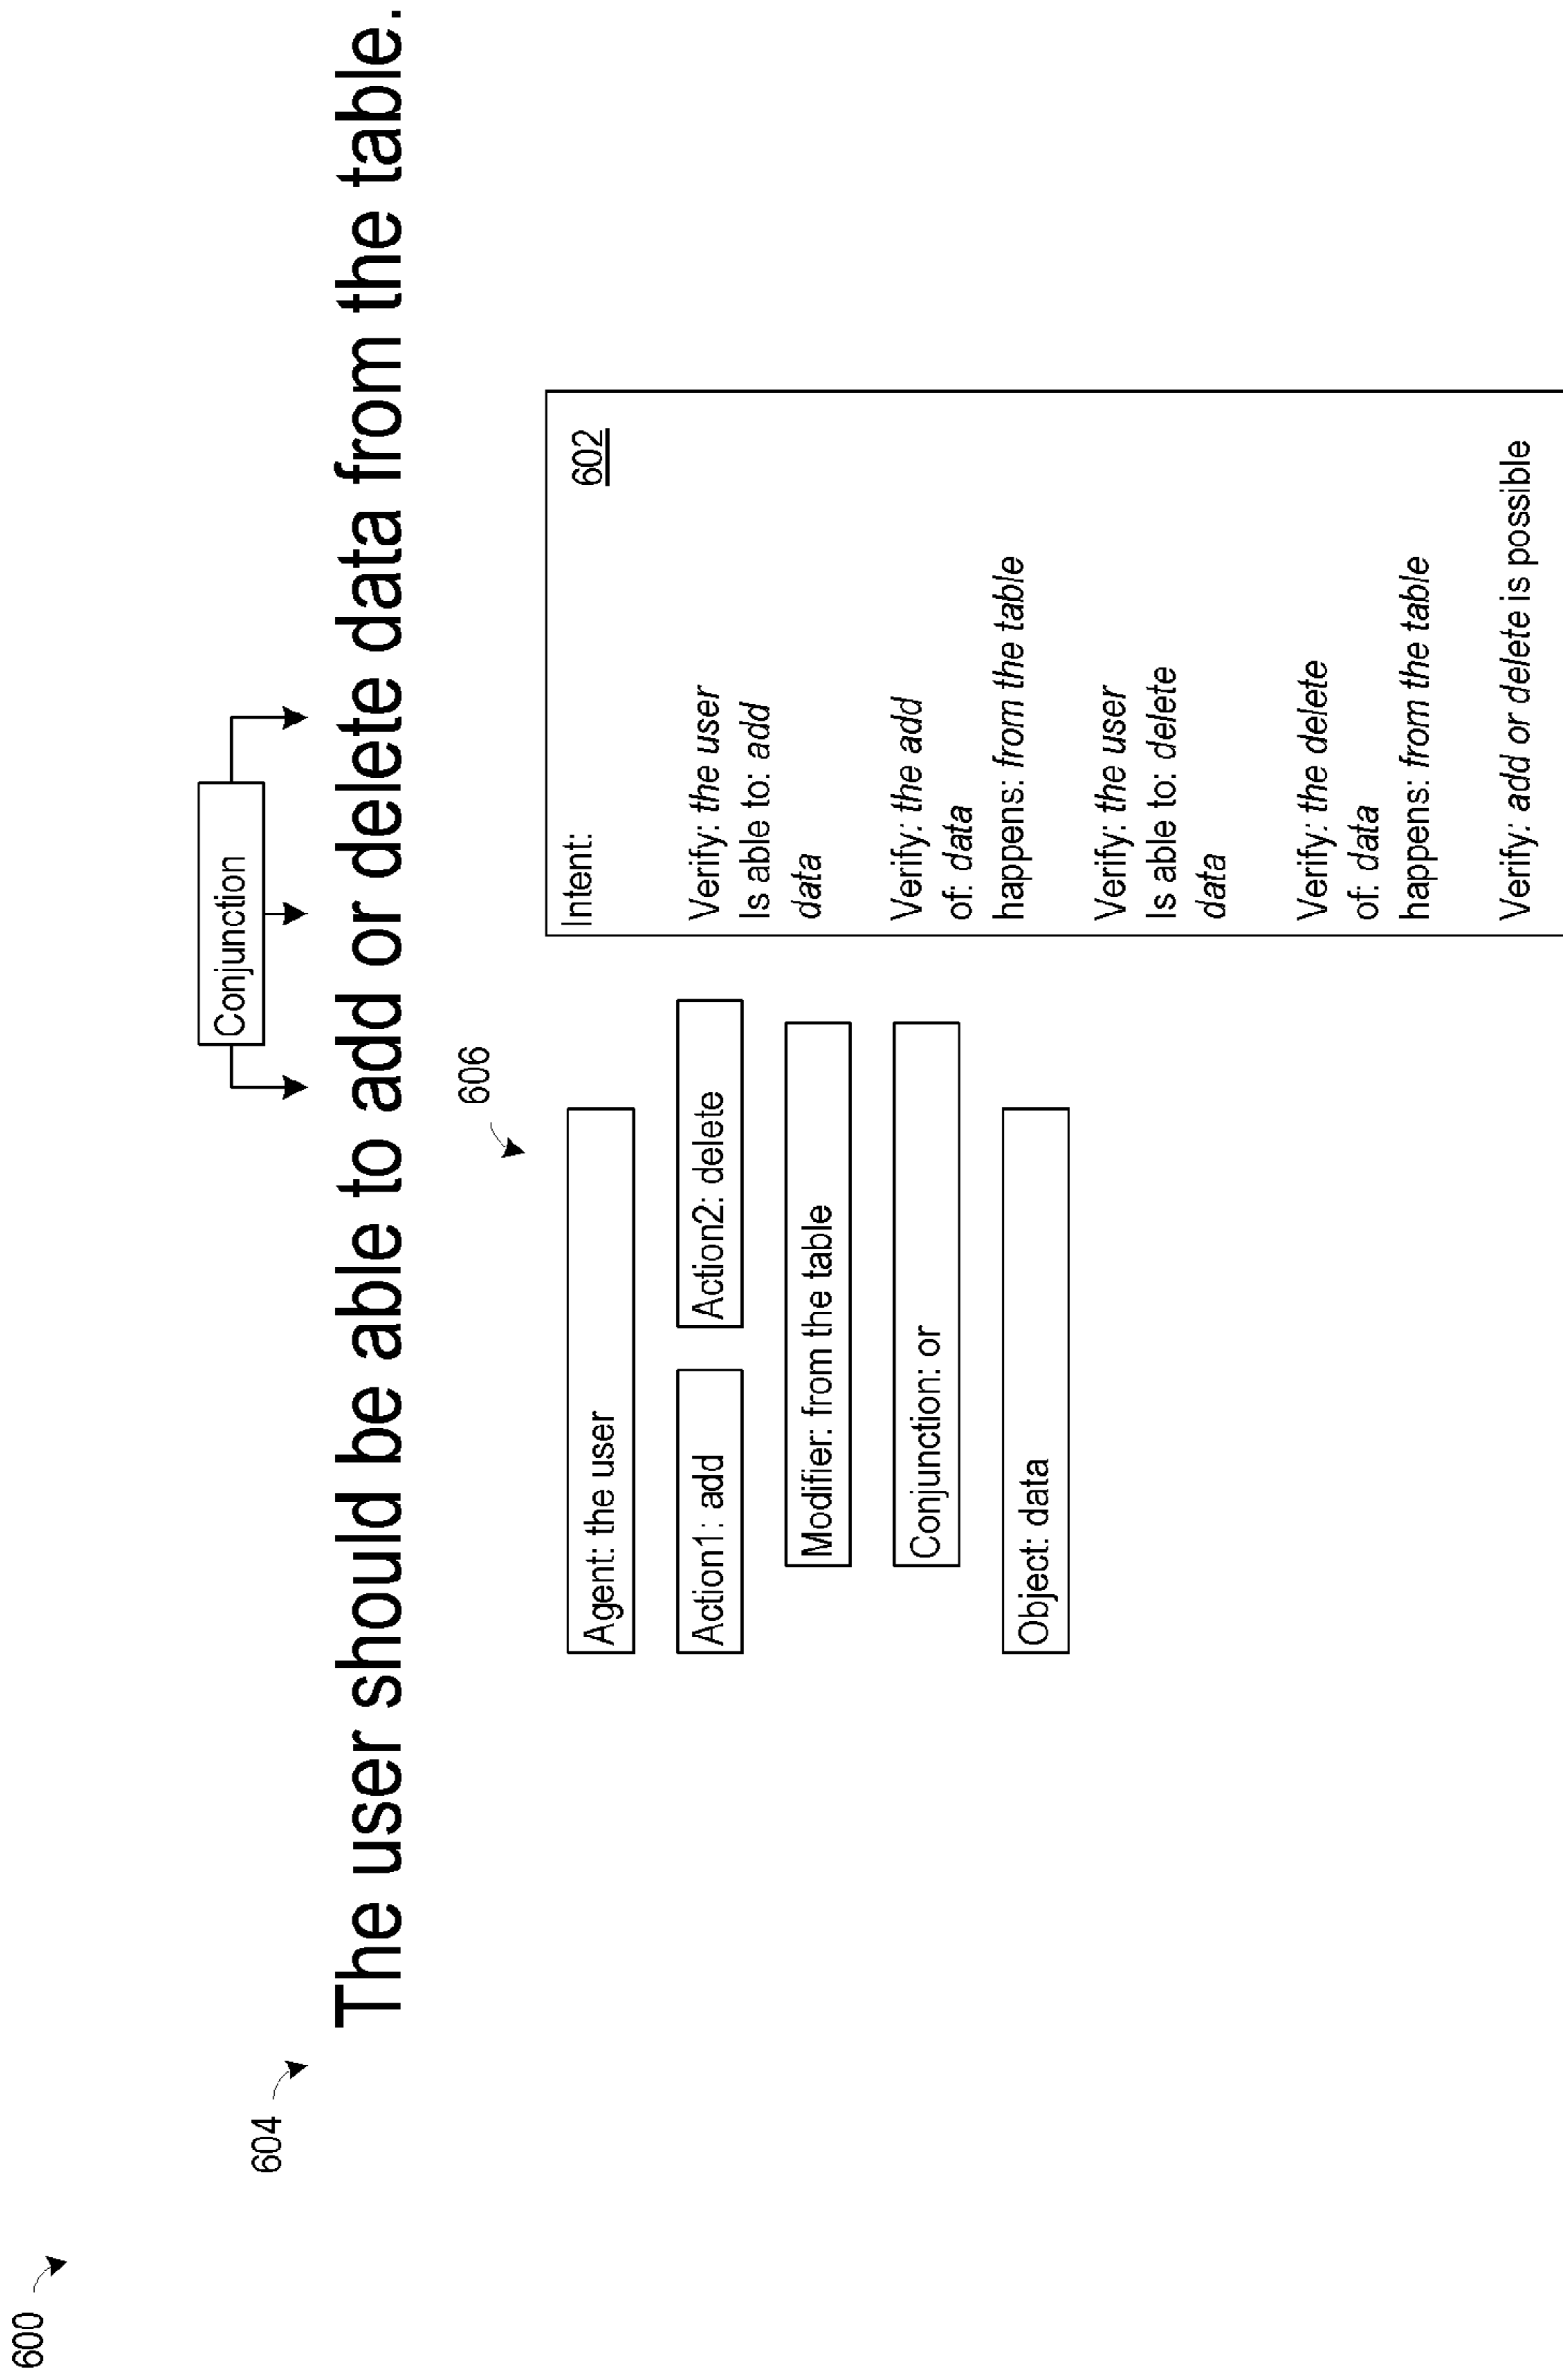 600
604
Conjunction
The user should be able to add or delete data from the table.
606
Agent: the user
Action1: add
Action2: delete
Modifier: from the table
Conjunction: or
Object: data
Intent:
602
Verify: the user
Is able to: add
data
Verify: the add
of: data
happens: from the table
Verify: the user
Is able to: delete
data
Verify: the delete
of: data
happens: from the table
Verify: add or delete is possible